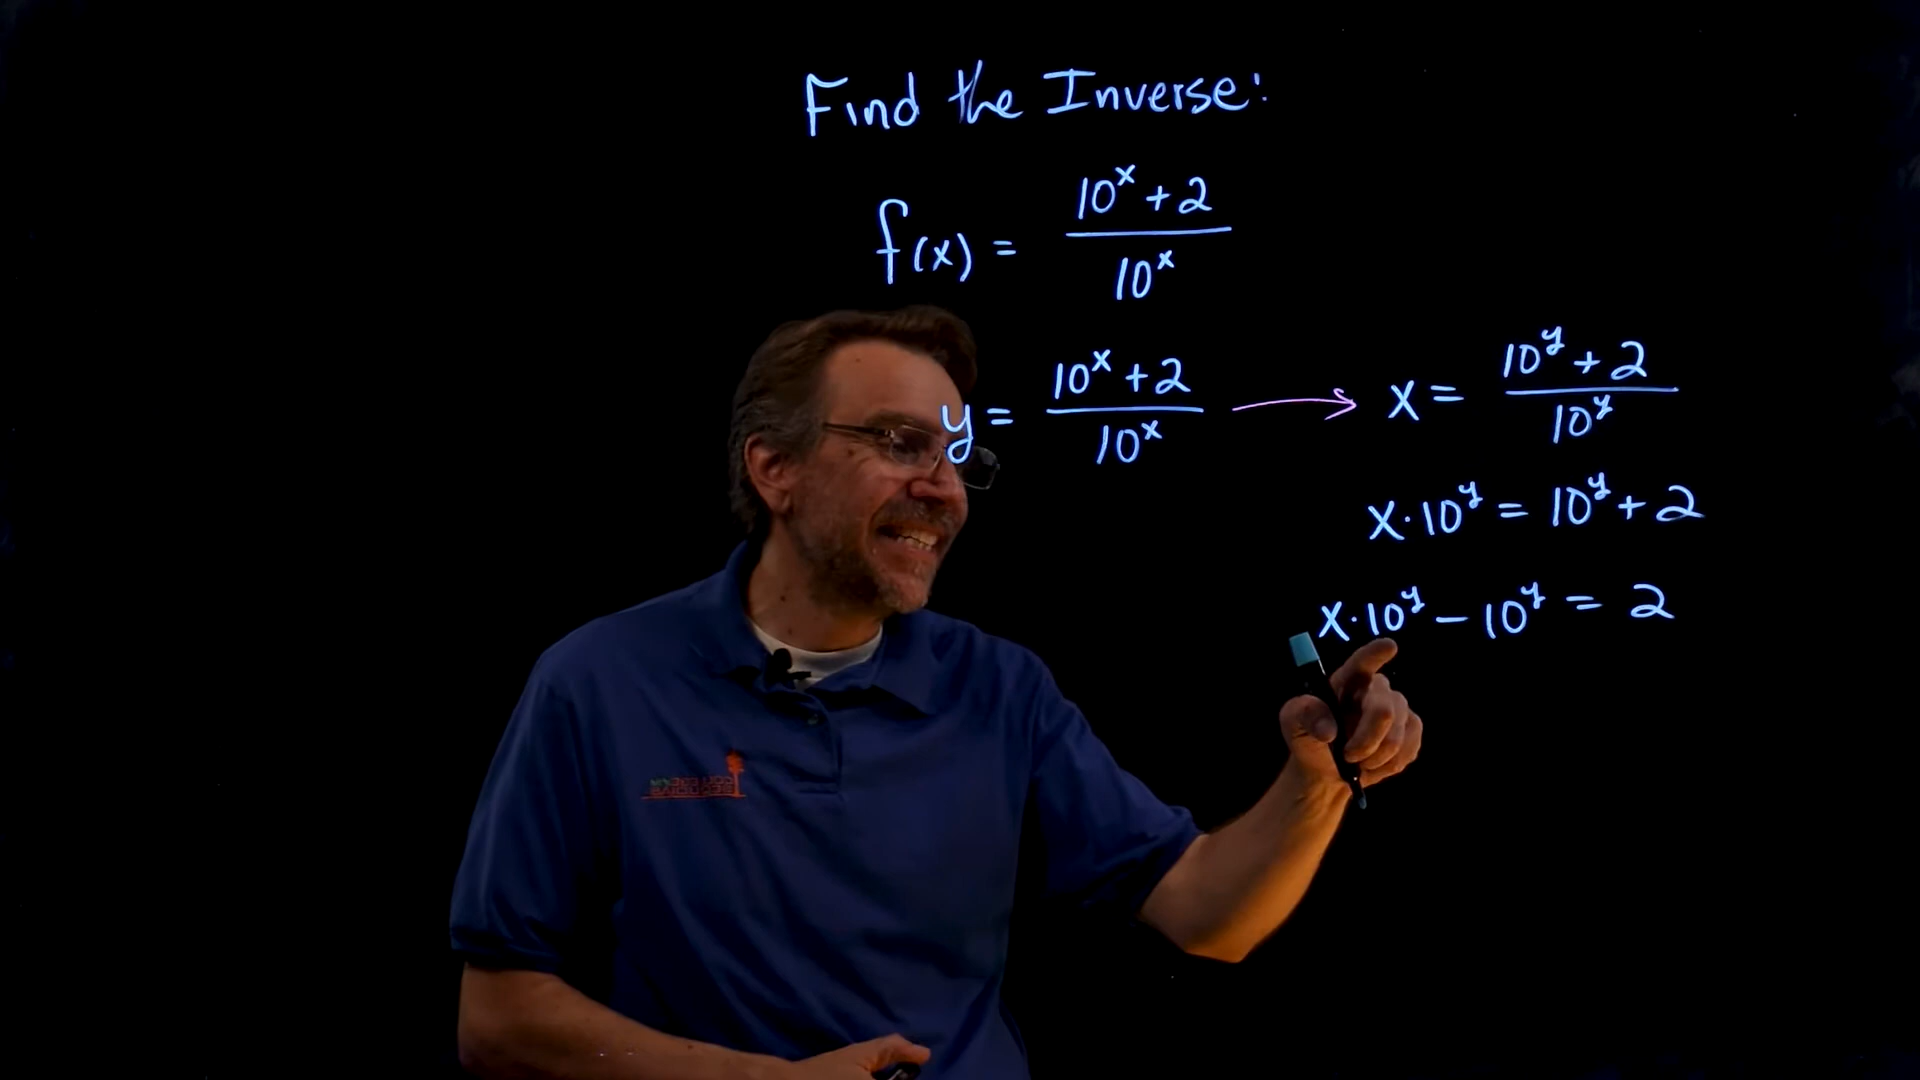 Find the Inverse:
f(x) = (10^x + 2) / 10^x
y = (10^x + 2) / 10^x → x = (10^y + 2) / 10^y
x · 10^y = 10^y + 2
x · 10^y − 10^y = 2